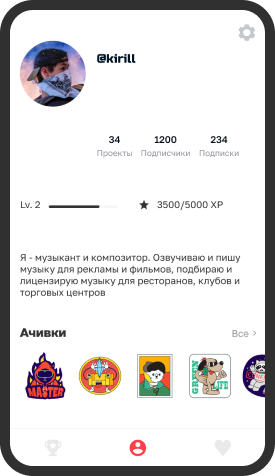 @kirill
34 1200 234
Проекты Подписчики Подписки
Lv. 2 3500/5000 XP
Я - музыкант и композитор. Озвучиваю и пишу
музыку для рекламы и фильмов, подбираю и
лицензирую музыку для ресторанов, клубов и
торговых центров
Ачивки Все >
MASTER
GREEN LIFE